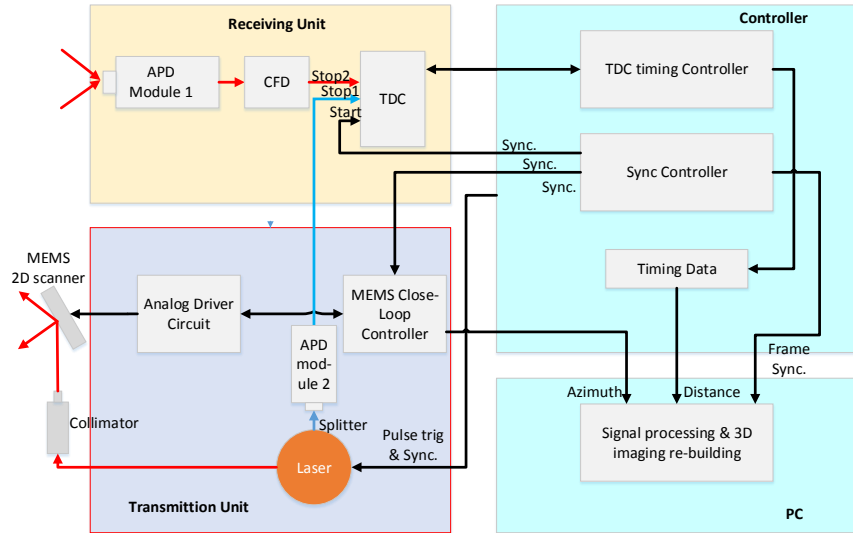 Receiving Unit
APD
Module 1
CFD
Stop2
Stop1
Start
TDC
Controller
TDC timing Controller
Sync.
Sync.
Sync.
Sync Controller
Timing Data
MEMS
2D scanner
Analog Driver
Circuit
MEMS Close-
Loop
Controller
APD
mod-
ule 2
Splitter
Collimator
Laser
Pulse trig
& Sync.
Transmittion Unit
Frame
Sync.
Azimuth
Distance
Signal processing & 3D
imaging re-building
PC